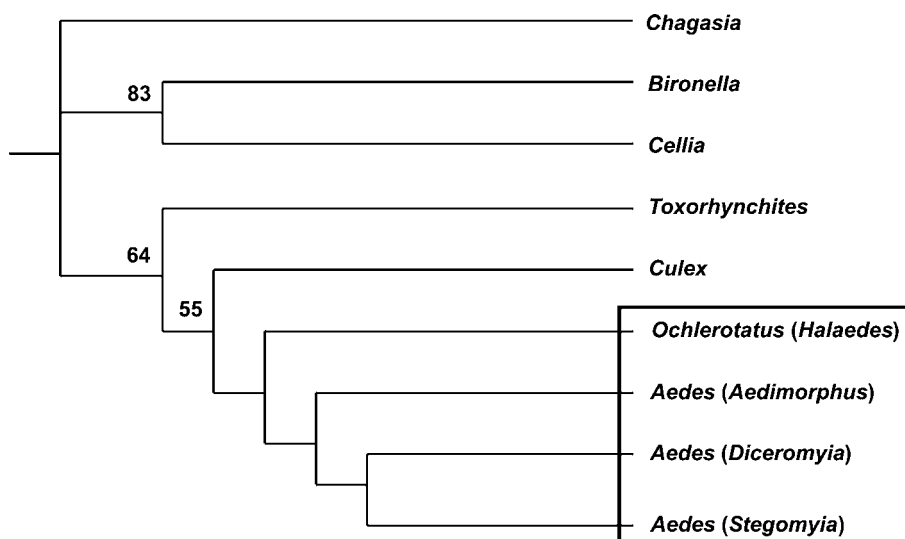 Chagasia
83
Bironella
Cellia
Toxorhynchites
64
Culex
55
Ochlerotatus (Halaedes)
Aedes (Aedimorphus)
Aedes (Diceromyia)
Aedes (Stegomyia)